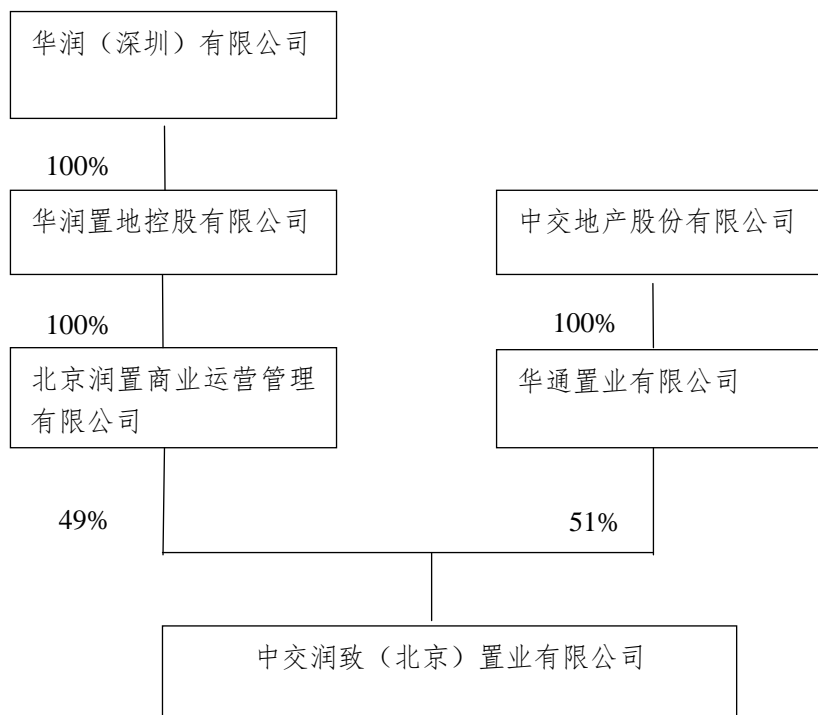 华润（深圳）有限公司
100%
华润置地控股有限公司
中交地产股份有限公司
100%
100%
北京润置商业运营管理
有限公司
华通置业有限公司
49%
51%
中交润致（北京）置业有限公司